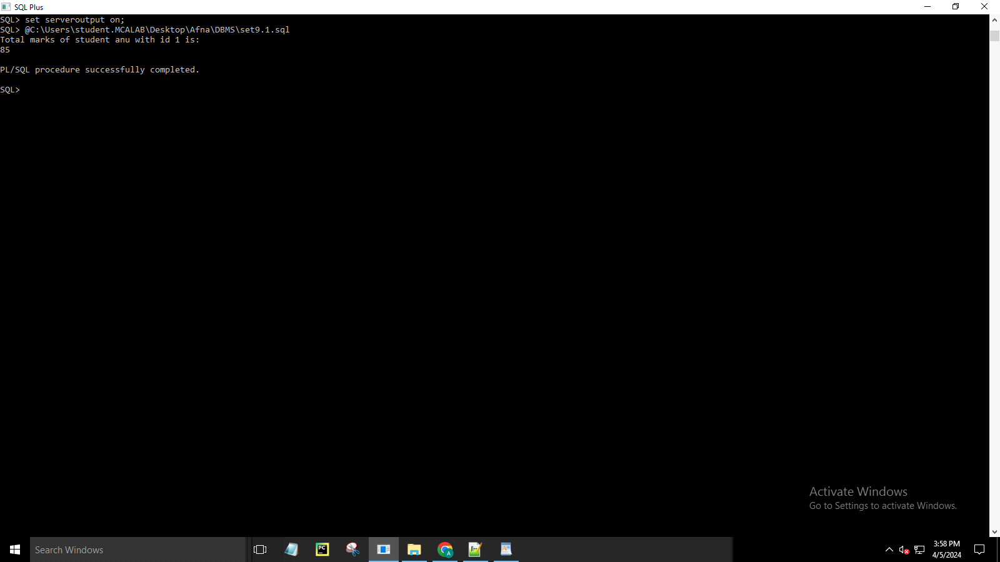 SQL Plus
SQL> set serveroutput on;
SQL> @C:\Users\student.MCALAB\Desktop\Afna\DBMS\set9.1.sql
Total marks of student anu with id 1 is:
85
PL/SQL procedure successfully completed.
SQL>
Activate Windows
Go to Settings to activate Windows.
Search Windows
PC
A
3:58 PM
4/5/2024